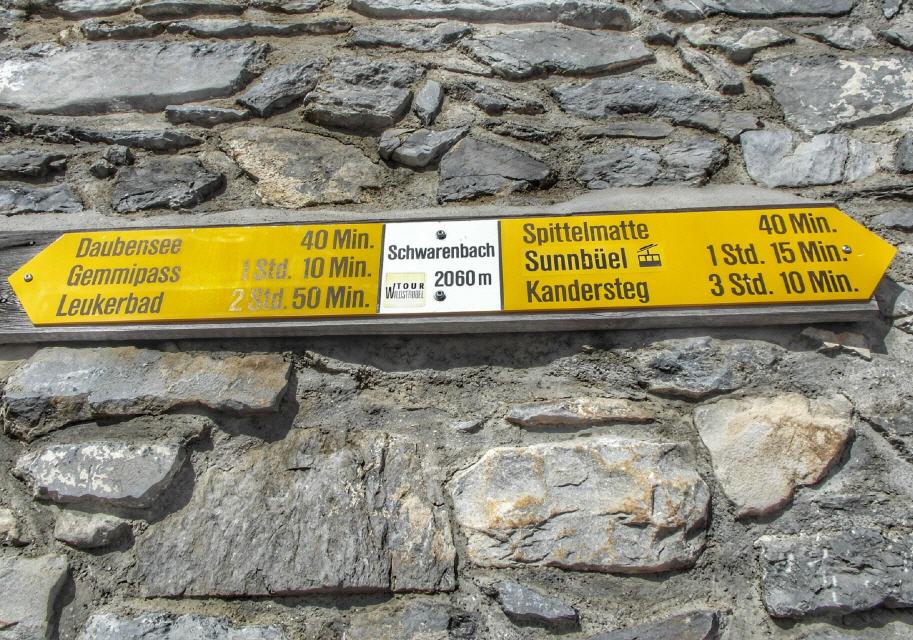 Daubensee 40 Min.
Gemmipass 1 Std. 10 Min.
Leukerbad 2 Std. 50 Min.
Schwarenbach
2060 m
TOUR
WILDSTRUBEL
Spittelmatte 40 Min.
Sunnbüel 1 Std. 15 Min.
Kandersteg 3 Std. 10 Min.